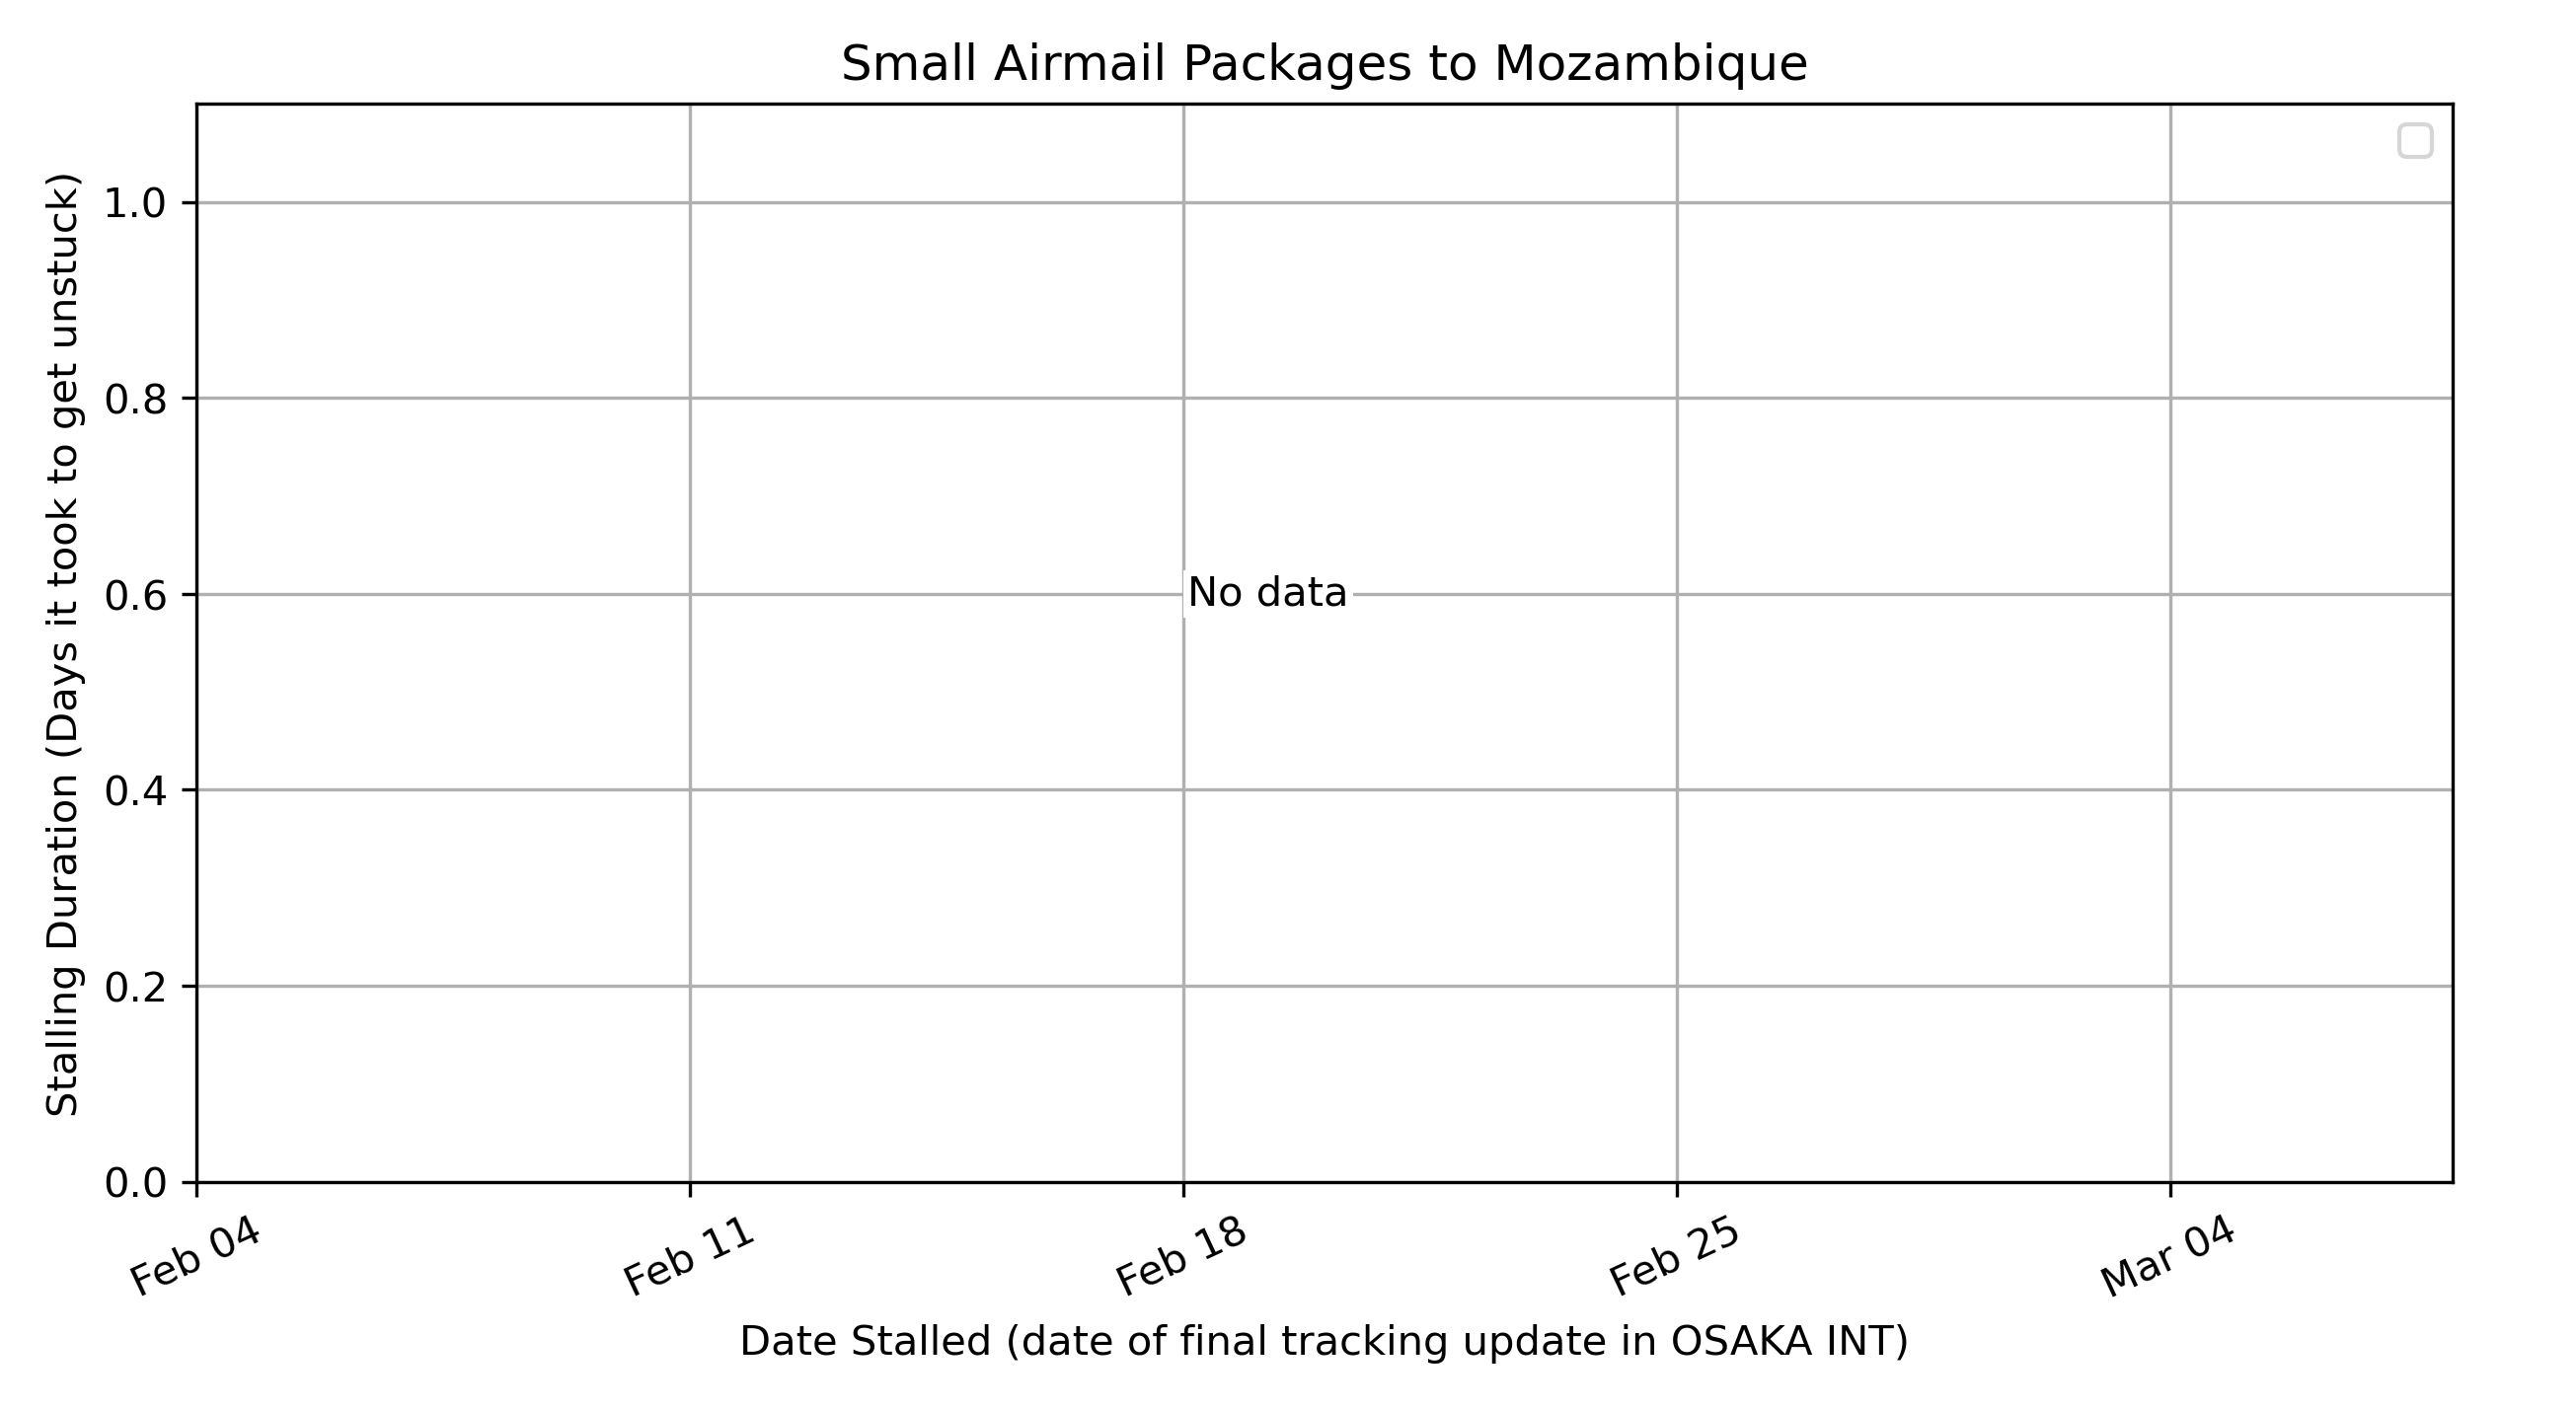 Small Airmail Packages to Mozambique
Stalling Duration (Days it took to get unstuck)
1.0
0.8
0.6
0.4
0.2
0.0
No data
Feb 04
Feb 11
Feb 18
Feb 25
Mar 04
Date Stalled (date of final tracking update in OSAKA INT)